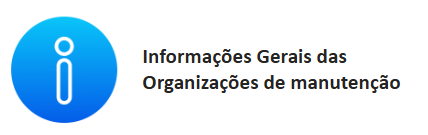 Informações Gerais das
Organizações de manutenção